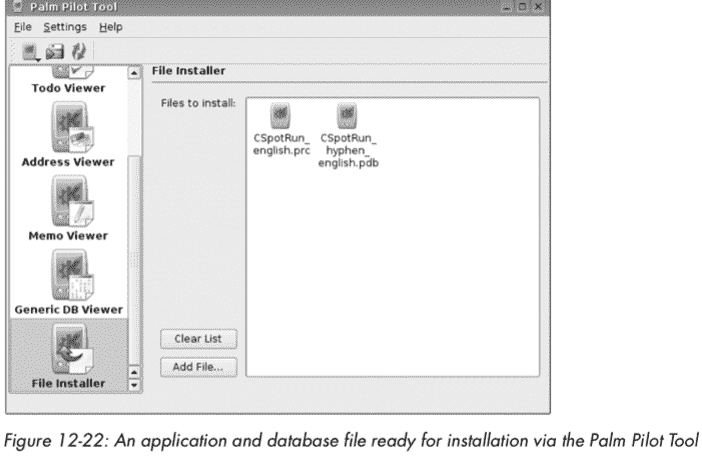 Palm Pilot Tool
File Settings Help
Todo Viewer
Address Viewer
Memo Viewer
Generic DB Viewer
File Installer
File Installer
Files to install:
CSpotRun_
english.prc
CSpotRun_
hyphen_
english.pdb
Clear List
Add File...
Figure 12-22: An application and database file ready for installation via the Palm Pilot Tool